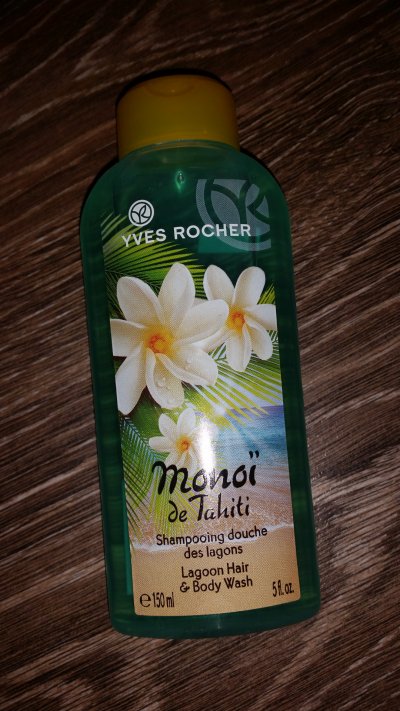 YVES ROCHER
Monoï
de Tahiti
Shampooing douche
des lagons
Lagoon Hair
& Body Wash
℮150 ml
5 fl. oz.